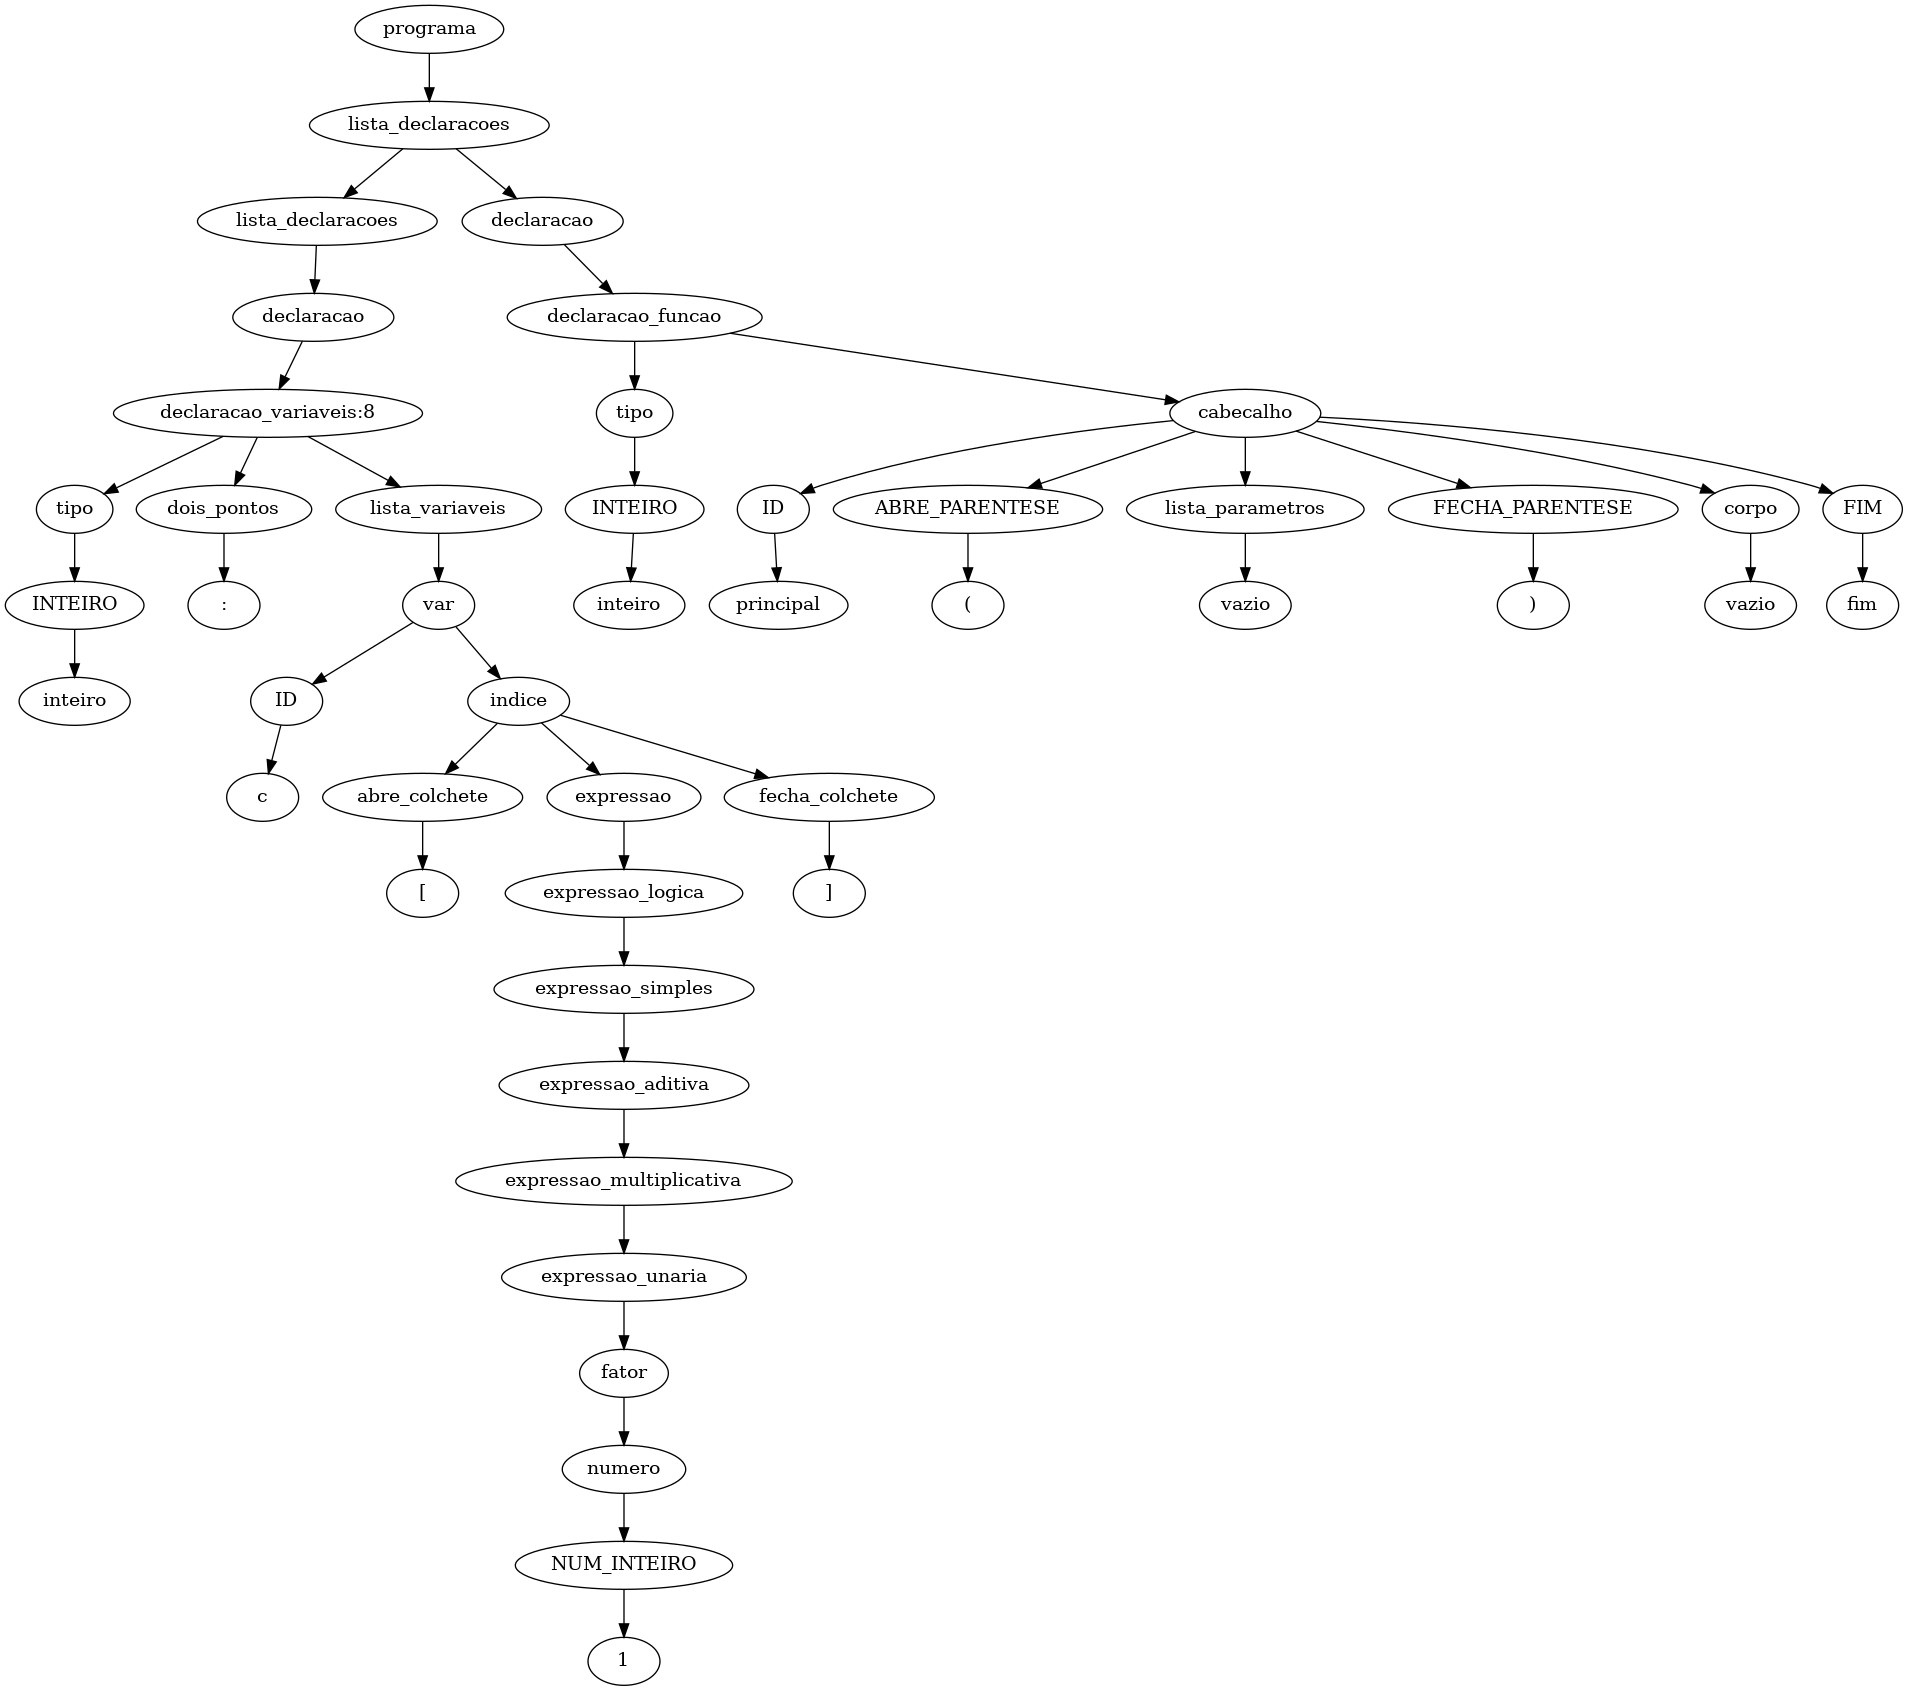 programa
lista_declaracoes
lista_declaracoes
declaracao
declaracao
declaracao_funcao
declaracao_variaveis:8
tipo
cabecalho
tipo
dois_pontos
lista_variaveis
INTEIRO
ID
ABRE_PARENTESE
lista_parametros
FECHA_PARENTESE
corpo
FIM
INTEIRO
:
var
inteiro
principal
(
vazio
)
vazio
fim
inteiro
ID
indice
c
abre_colchete
expressao
fecha_colchete
[
expressao_logica
]
expressao_simples
expressao_aditiva
expressao_multiplicativa
expressao_unaria
fator
numero
NUM_INTEIRO
1